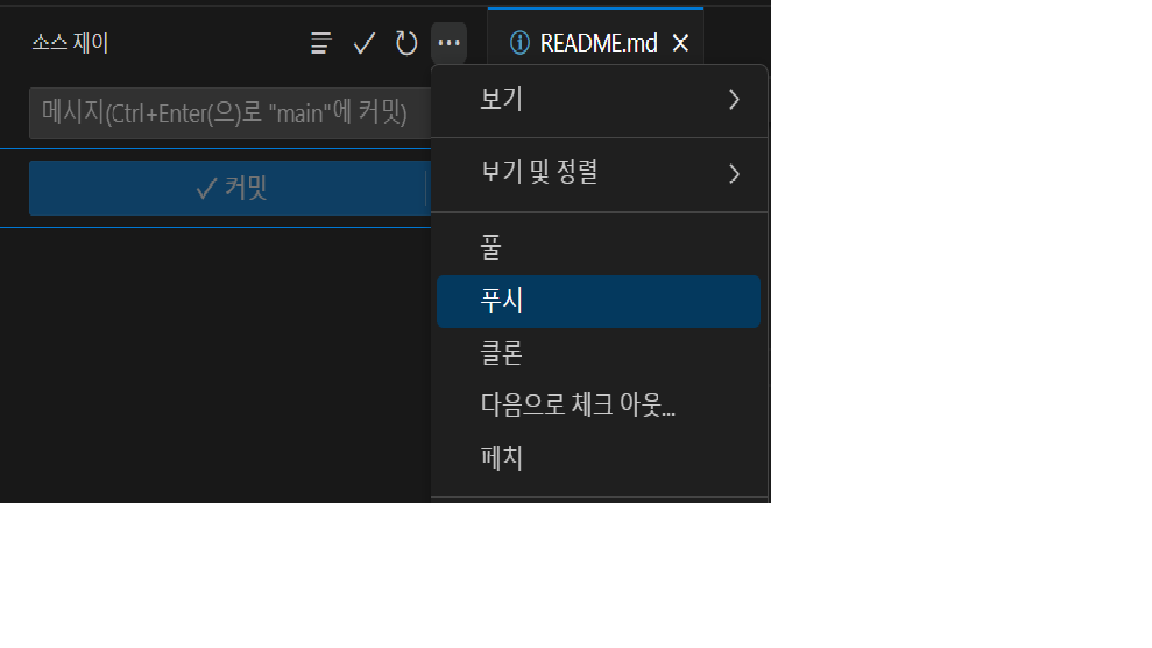 소스 제어
README.md
메시지(Ctrl+Enter(으)로 "main"에 커밋)
커밋
보기
보기 및 정렬
풀
푸시
클론
다음으로 체크 아웃...
페치